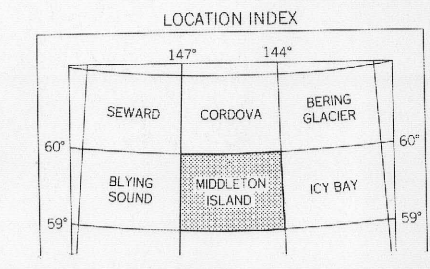 LOCATION INDEX
147° 144°
SEWARD CORDOVA BERING
GLACIER
60° 60°
BLYING
SOUND MIDDLETON
ISLAND ICY BAY
59° 59°